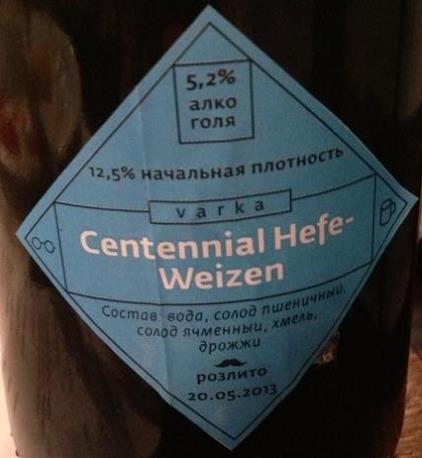 5,2%
алко
голя
12,5% начальная плотность
varka
Centennial Hefe-
Weizen
Состав вода, солод пшеничный,
солод ячменный, хмель,
дрожжи
розлито
20.05.2013